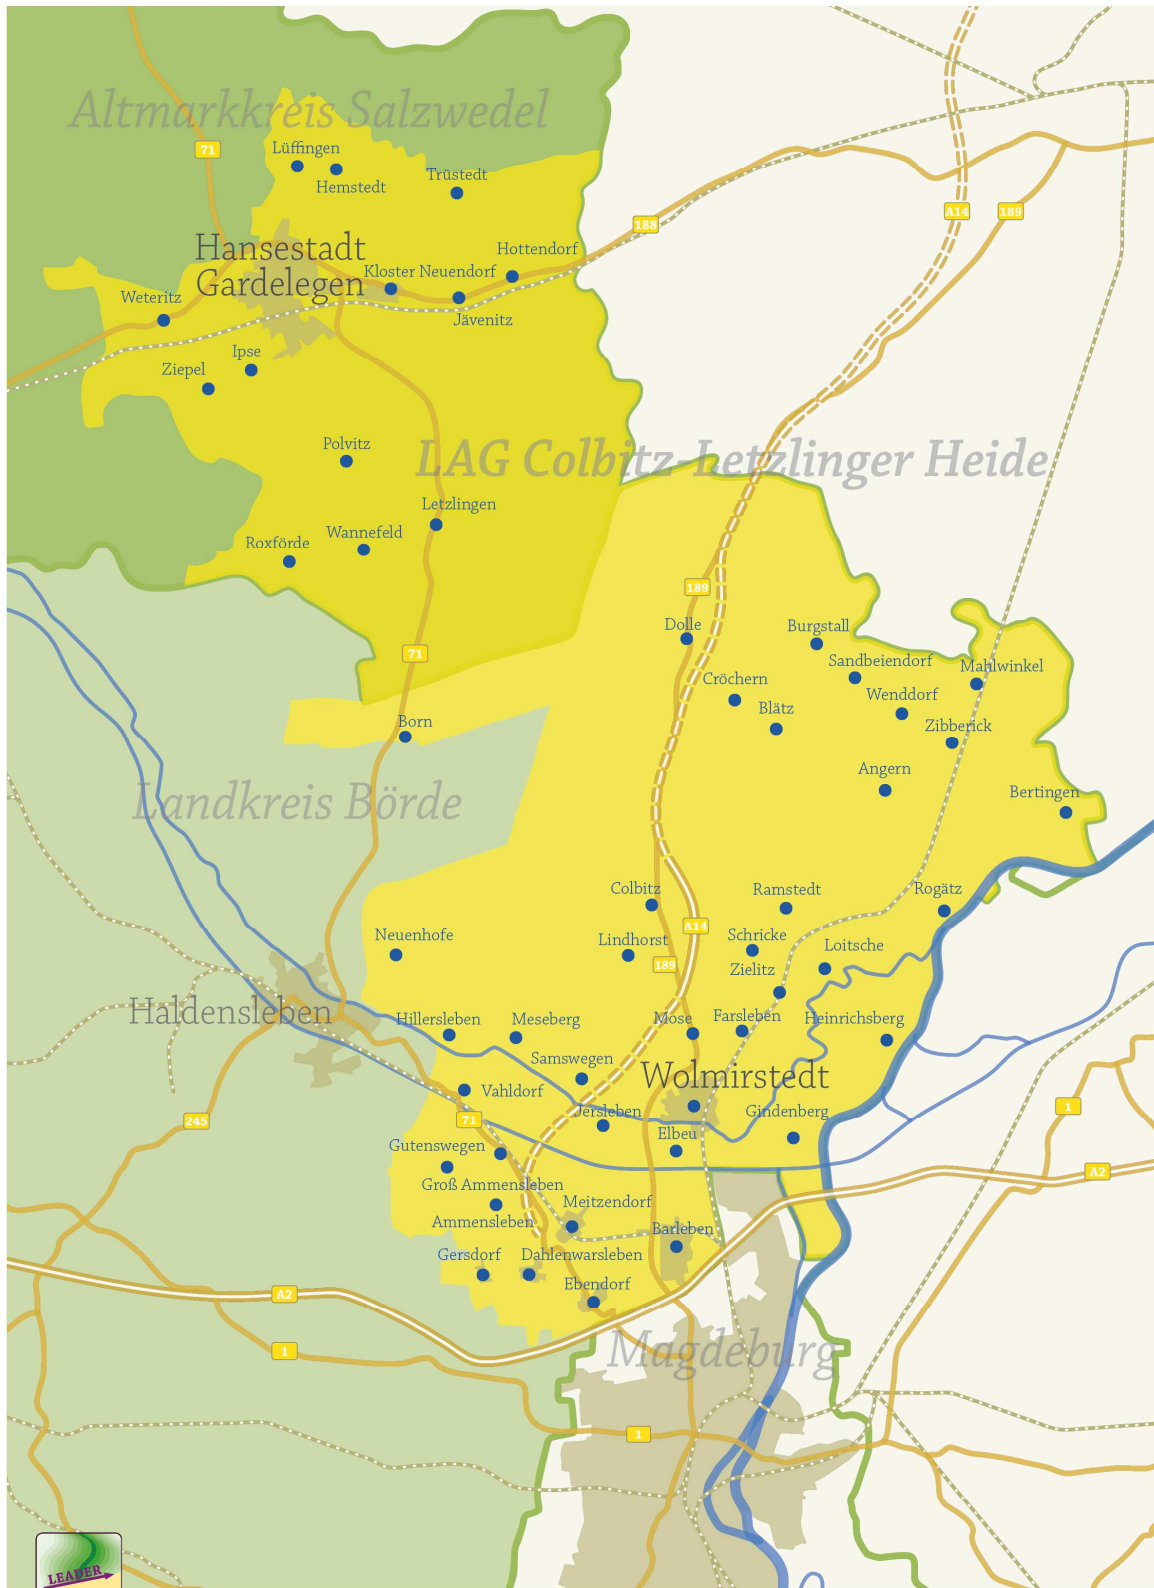 Altmarkkreis Salzwedel
71
Lüffingen
Hemstedt
Trüstedt
188
A14
189
Hansestadt
Gardelegen
Hottendorf
Kloster Neuendorf
Weteritz
Jävenitz
Ipse
Ziepel
Polvitz
LAG Colbitz-Letzlinger Heide
Letzlingen
Wannefeld
Roxförde
189
Dolle
Burgstall
71
Sandbeiendorf
Mahlwinkel
Cröchern
Wenddorf
Blätz
Born
Zibberick
Angern
Landkreis Börde
Bertingen
Colbitz
Ramstedt
Rogätz
A14
Neuenhofe
Lindhorst
Schricke
Loitsche
189
Zielitz
Haldensleben
Hillersleben
Meseberg
Mose
Farsleben
Heinrichsberg
Samswegen
Wolmirstedt
Vahldorf
245
71
Jersleben
Gindenberg
1
Elbeu
Gutenswegen
A2
Groß Ammensleben
Meitzendorf
Ammensleben
Barleben
Gersdorf
Dahlenwarsleben
Ebendorf
A2
1
Magdeburg
1
LEADER